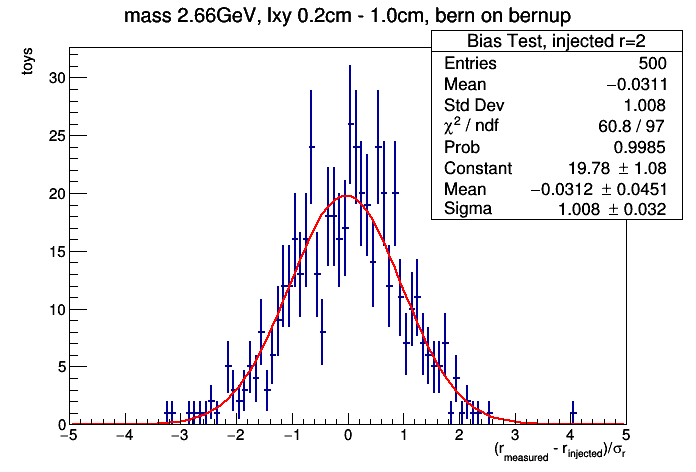 mass 2.66GeV, lxy 0.2cm - 1.0cm, bern on bernup
Bias Test, injected r=2
Entries 500
Mean −0.0311
Std Dev 1.008
χ² / ndf 60.8 / 97
Prob 0.9985
Constant 19.78 ± 1.08
Mean −0.0312 ± 0.0451
Sigma 1.008 ± 0.032
toys
30
25
20
15
10
5
0
−5 −4 −3 −2 −1 0 1 2 3 4 5
(r_measured - r_injected)/σ_r